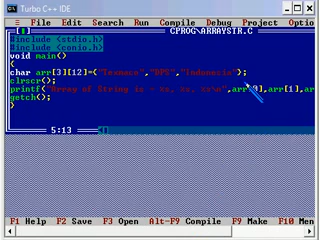 Turbo C++ IDE
≡ File Edit Search Run Compile Debug Project Optio
CPROG\ARRAYSTR.C
#include <stdio.h>
#include <conio.h>
void main()
{
char arr[3][12]={"Texmaco","BPS","Indonesia"};
clrscr();
printf("Array of String is = %s, %s, %s\n",arr[0],arr[1],ar
getch();
}
5:13
F1 Help F2 Save F3 Open Alt-F9 Compile F9 Make F10 Men